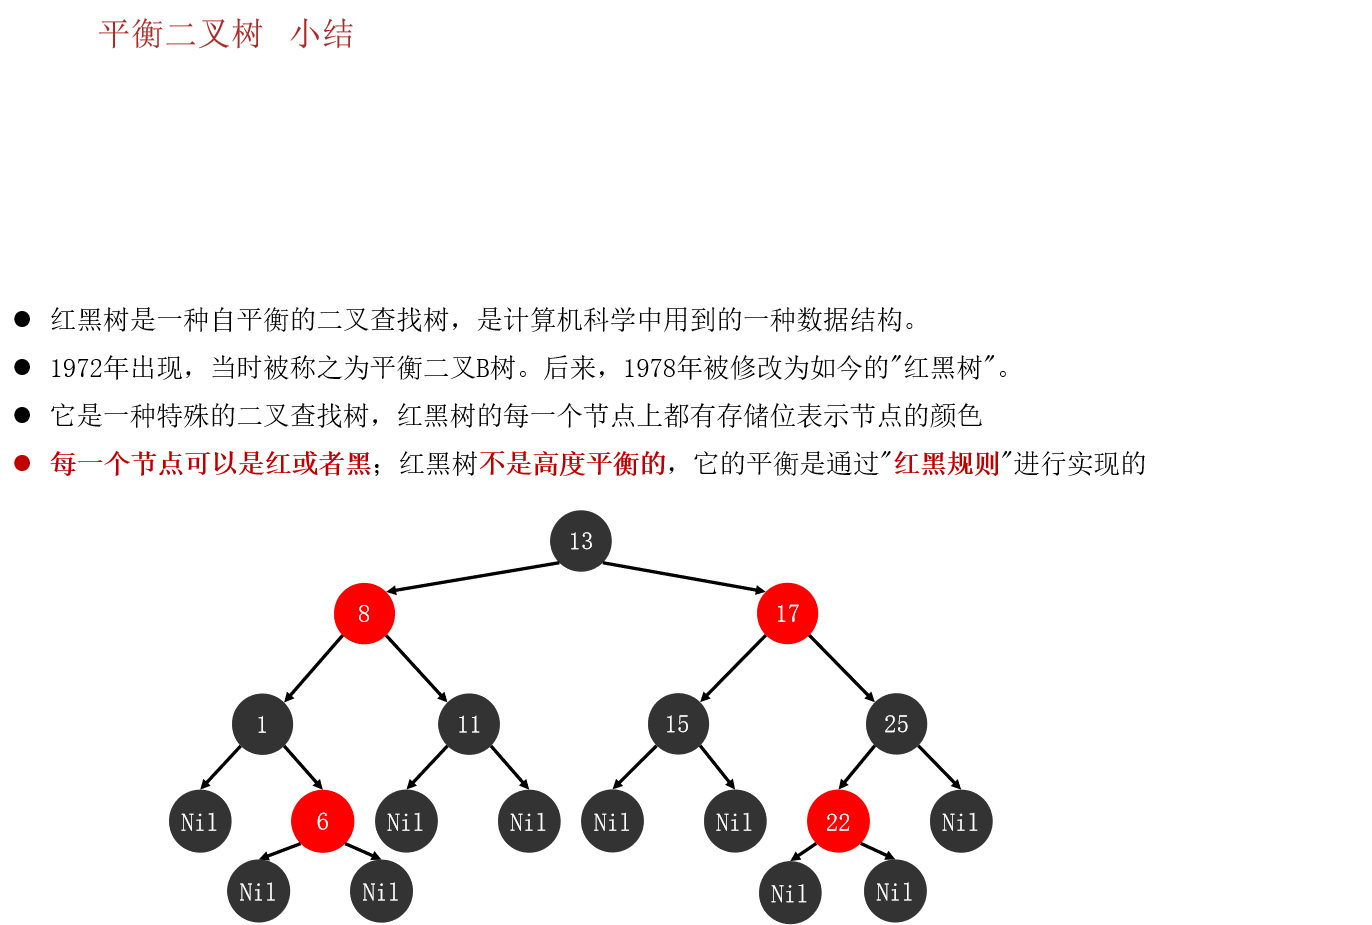 平衡二叉树 小结
红黑树是一种自平衡的二叉查找树，是计算机科学中用到的一种数据结构。
1972年出现，当时被称之为平衡二叉B树。后来，1978年被修改为如今的"红黑树"。
它是一种特殊的二叉查找树，红黑树的每一个节点上都有存储位表示节点的颜色
每一个节点可以是红或者黑；红黑树不是高度平衡的，它的平衡是通过"红黑规则"进行实现的
13
8 17
1 11 15 25
Nil 6 Nil Nil Nil Nil 22 Nil
Nil Nil Nil Nil